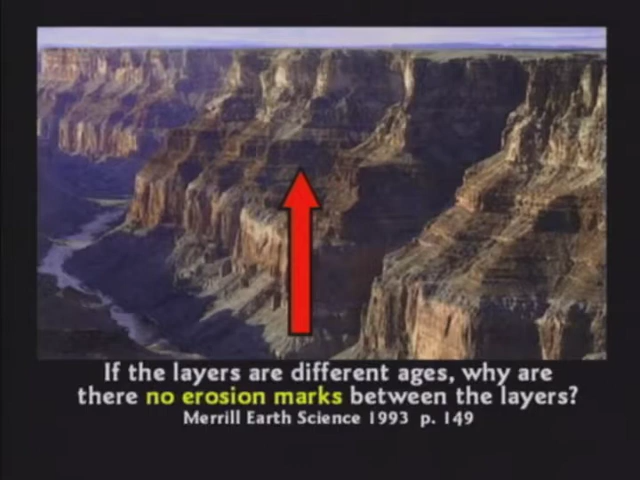 If the layers are different ages, why are
there no erosion marks between the layers?
Merrill Earth Science 1993 p. 149